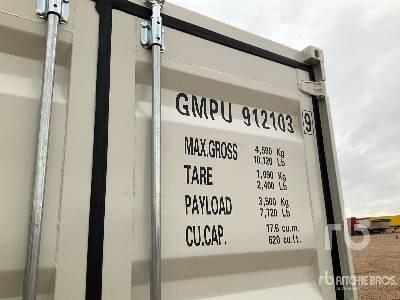 GMPU 912103 9
MAX.GROSS 4,590 Kg
10,120 Lb
TARE 1,090 Kg
2,400 Lb
PAYLOAD 3,500 Kg
7,720 Lb
CU.CAP. 17.6 cu.m.
620 cu.ft.
rb
RITCHIE BROS.